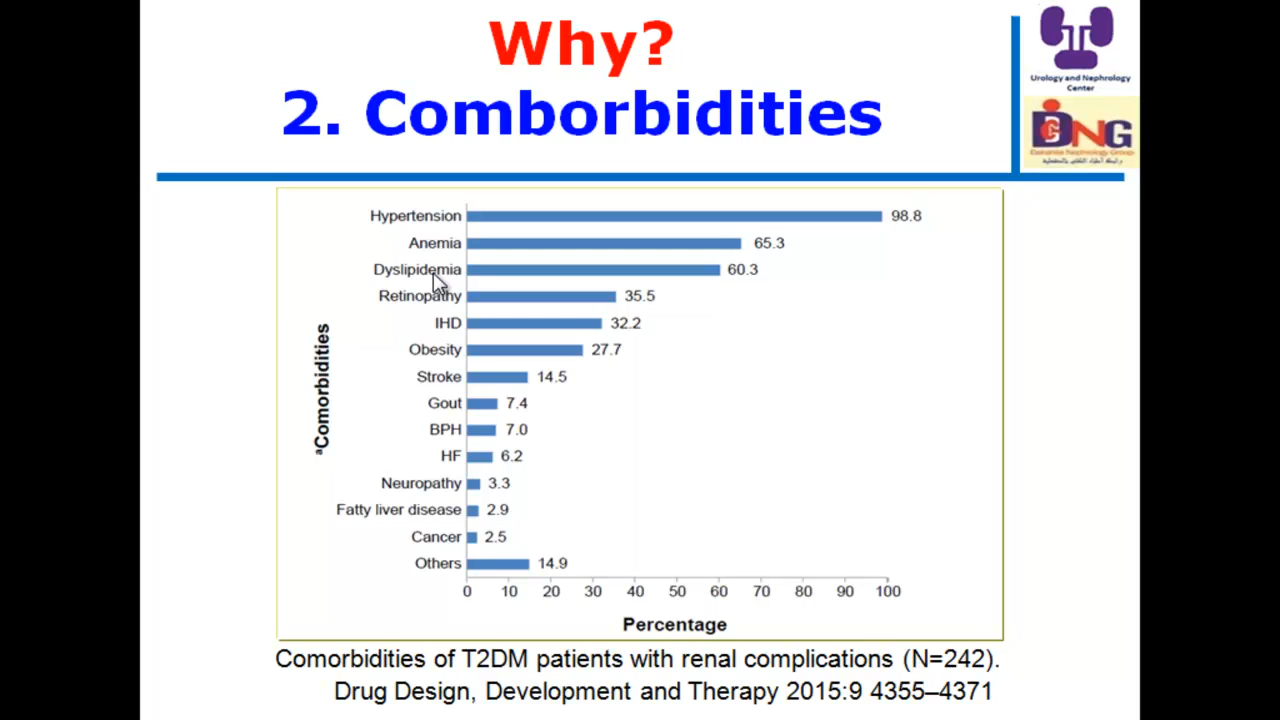 Why?
2. Comborbidities
Urology and Nephrology
Center
DNG
Dakahlia Nephrology Group
aComorbidities
Hypertension 98.8
Anemia 65.3
Dyslipidemia 60.3
Retinopathy 35.5
IHD 32.2
Obesity 27.7
Stroke 14.5
Gout 7.4
BPH 7.0
HF 6.2
Neuropathy 3.3
Fatty liver disease 2.9
Cancer 2.5
Others 14.9
0 10 20 30 40 50 60 70 80 90 100
Percentage
Comorbidities of T2DM patients with renal complications (N=242).
Drug Design, Development and Therapy 2015:9 4355–4371